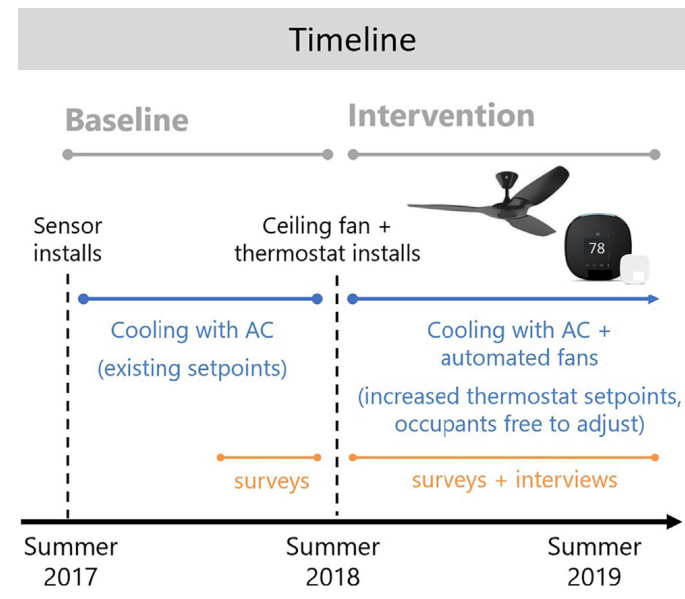 Timeline
Baseline
Intervention
Sensor
installs
Ceiling fan +
thermostat installs
78
Cooling with AC
(existing setpoints)
Cooling with AC +
automated fans
(increased thermostat setpoints,
occupants free to adjust)
surveys
surveys + interviews
Summer
2017
Summer
2018
Summer
2019